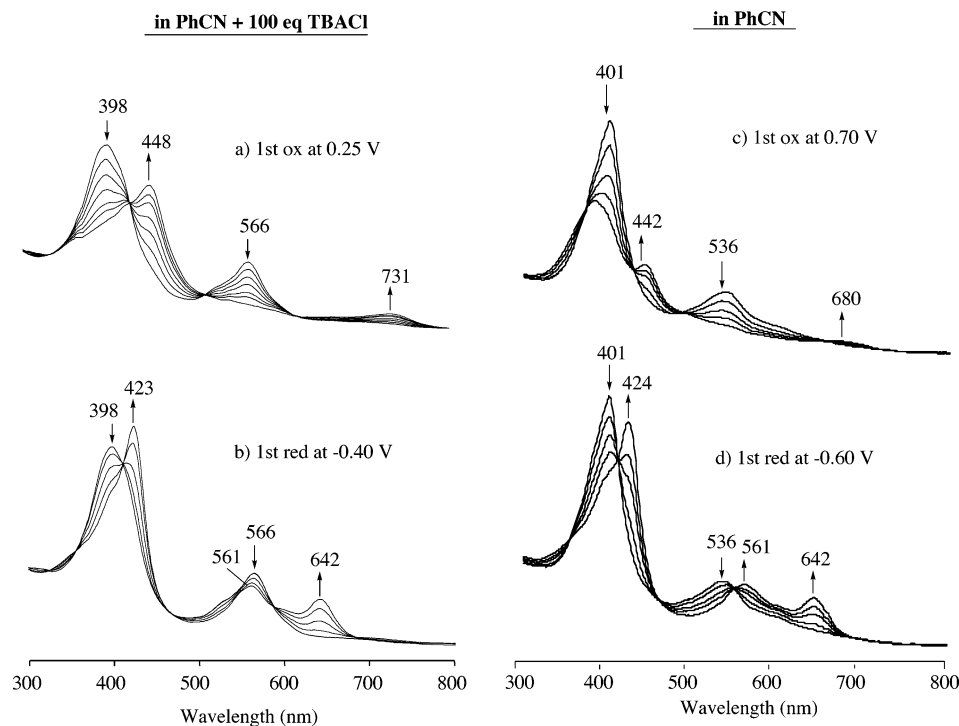 in PhCN + 100 eq TBACl
398
448
a) 1st ox at 0.25 V
566
731
398
423
b) 1st red at -0.40 V
561
566
642
300 400 500 600 700 800
Wavelength (nm)
in PhCN
401
c) 1st ox at 0.70 V
442
536
680
401
424
d) 1st red at -0.60 V
536
561
642
300 400 500 600 700 800
Wavelength (nm)